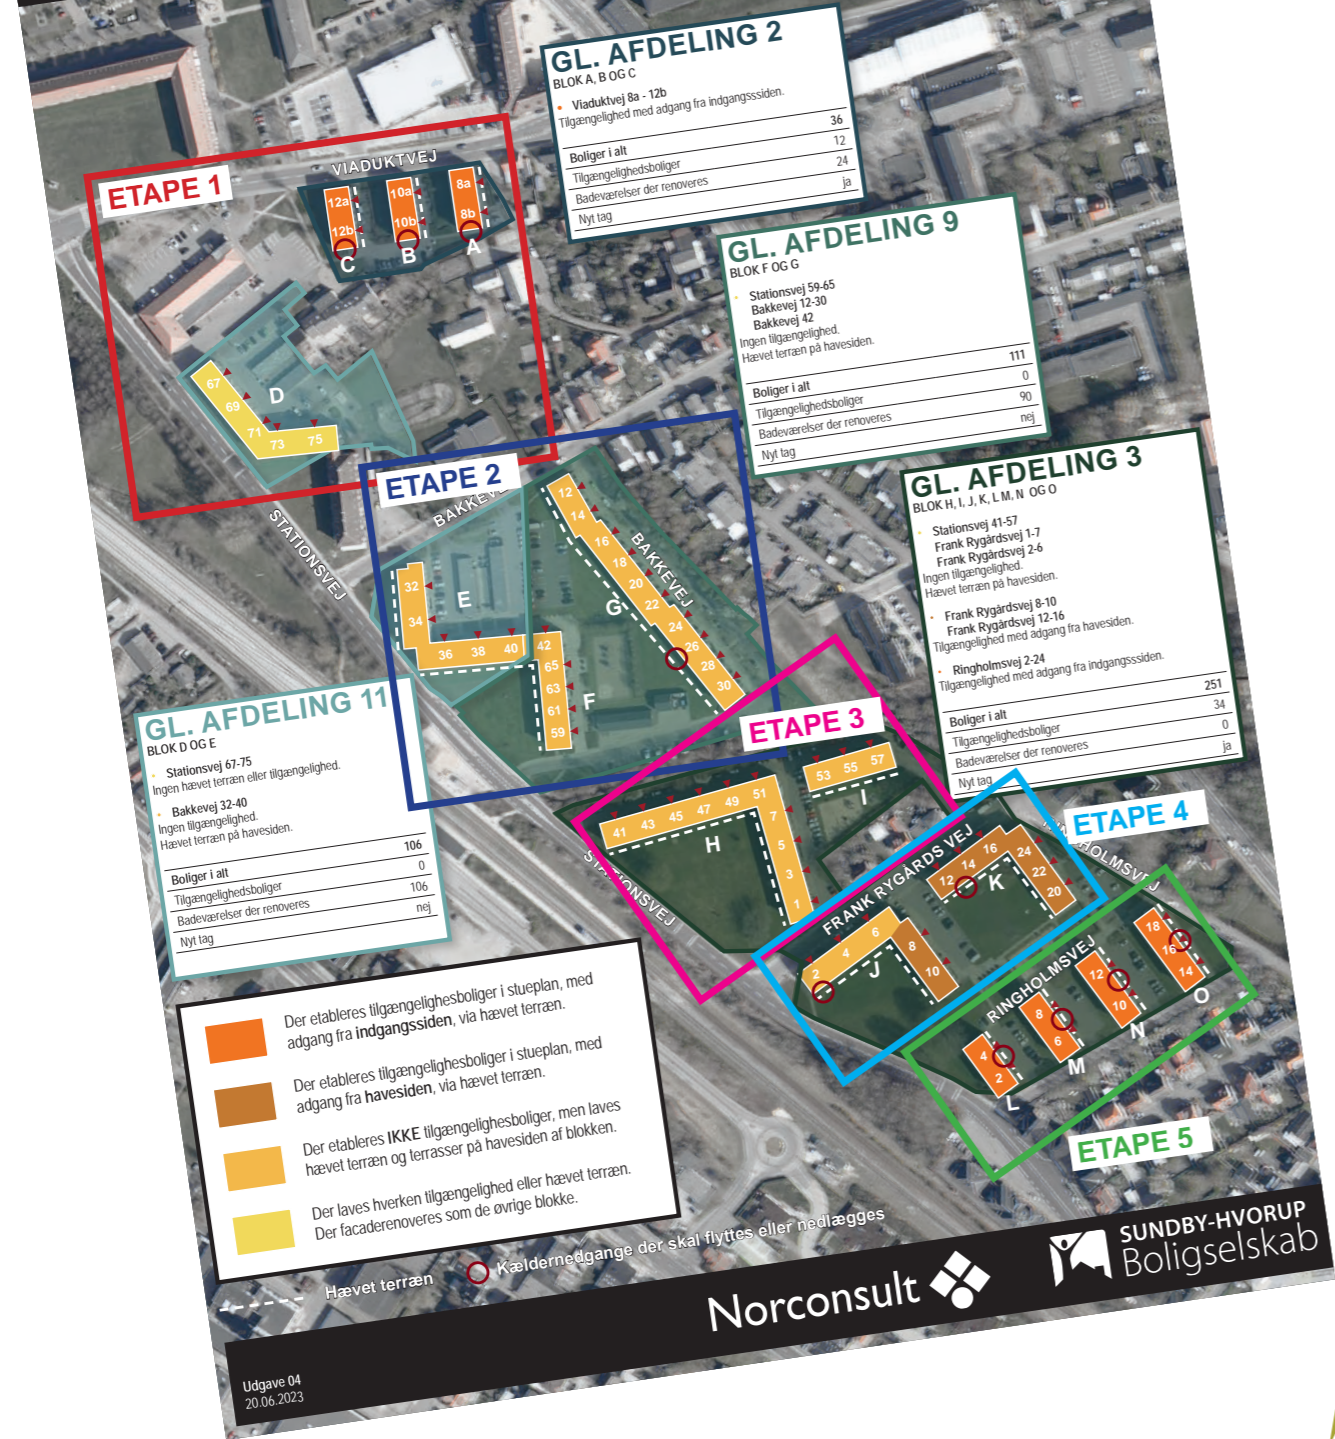 GL. AFDELING 2
BLOK A, B OG C
Viaduktvej 8a - 12b
Tilgængelighed med adgang fra indgangsssiden.
Boliger i alt 36
Tilgængelighedsboliger 12
Badeværelser der renoveres 24
Nyt tag ja
ETAPE 1
VIADUKTVEJ
12a
12b
10a
10b
8a
8b
C
B
A
67
69
71
73
75
D
GL. AFDELING 9
BLOK F OG G
Stationsvej 59-65
Bakkevej 12-30
Bakkevej 42
Ingen tilgængelighed.
Hævet terræn på havesiden.
Boliger i alt 111
Tilgængelighedsboliger 0
Badeværelser der renoveres 90
Nyt tag nej
ETAPE 2
STATIONSVEJ
BAKKEVEJ
12
14
16
18
20
22
24
26
28
30
G
32
34
36
38
40
E
42
65
63
61
59
F
GL. AFDELING 3
BLOK H, I, J, K, L M, N OG O
Stationsvej 41-57
Frank Rygårdsvej 1-7
Frank Rygårdsvej 2-6
Ingen tilgængelighed.
Hævet terræn på havesiden.
Frank Rygårdsvej 8-10
Frank Rygårdsvej 12-16
Tilgængelighed med adgang fra havesiden.
Ringholmsvej 2-24
Tilgængelighed med adgang fra indgangsssiden.
Boliger i alt 251
Tilgængelighedsboliger 34
Badeværelser der renoveres 0
Nyt tag ja
GL. AFDELING 11
BLOK D OG E
Stationsvej 67-75
Ingen hævet terræn eller tilgængelighed.
Bakkevej 32-40
Ingen tilgængelighed.
Hævet terræn på havesiden.
Boliger i alt 106
Tilgængelighedsboliger 0
Badeværelser der renoveres 106
Nyt tag nej
ETAPE 3
53
55
57
I
41
43
45
47
49
51
7
5
3
1
H
STATIONSVEJ
ETAPE 4
FRANK RYGÅRDS VEJ
12
14
16
24
22
20
K
2
4
6
8
10
J
RINGHOLMSVEJ
18
16
14
O
12
10
N
8
6
M
4
2
L
ETAPE 5
Der etableres tilgængelighesboliger i stueplan, med
adgang fra indgangssiden, via hævet terræn.
Der etableres tilgængelighesboliger i stueplan, med
adgang fra havesiden, via hævet terræn.
Der etableres IKKE tilgængelighesboliger, men laves
hævet terræn og terrasser på havesiden af blokken.
Der laves hverken tilgængelighed eller hævet terræn.
Der facaderenoveres som de øvrige blokke.
Hævet terræn
Kældernedgange der skal flyttes eller nedlægges
Norconsult
SUNDBY-HVORUP
Boligselskab
Udgave 04
20.06.2023